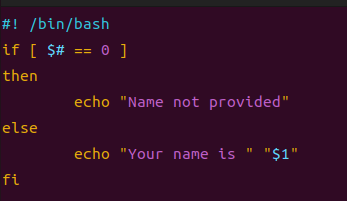 #! /bin/bash
if [ $# == 0 ]
then
        echo "Name not provided"
else
        echo "Your name is " "$1"
fi